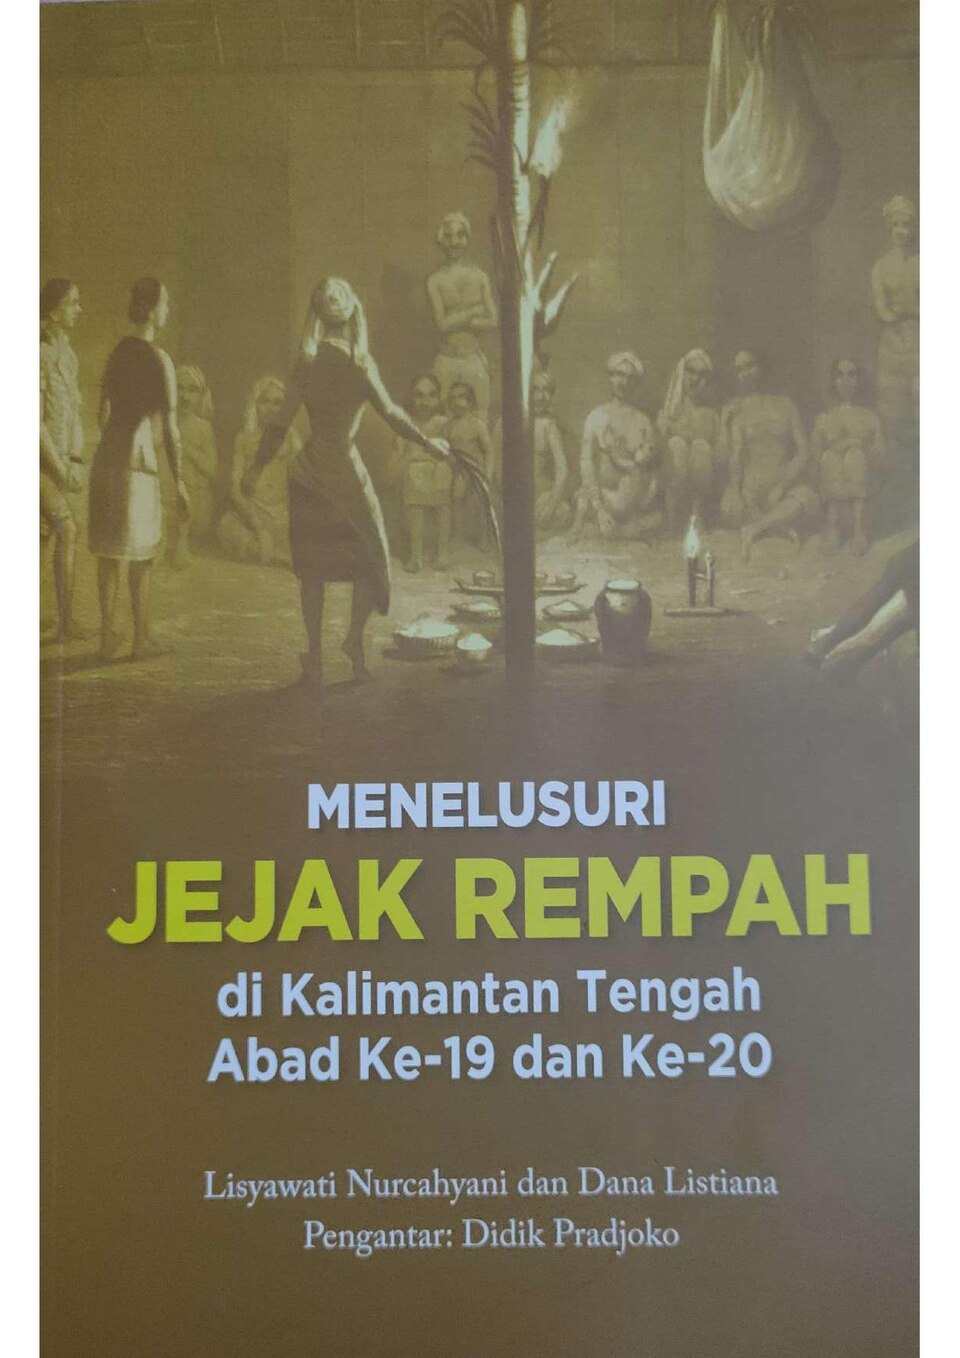 MENELUSURI
JEJAK REMPAH
di Kalimantan Tengah
Abad Ke-19 dan Ke-20
Lisyawati Nurcahyani dan Dana Listiana
Pengantar: Didik Pradjoko